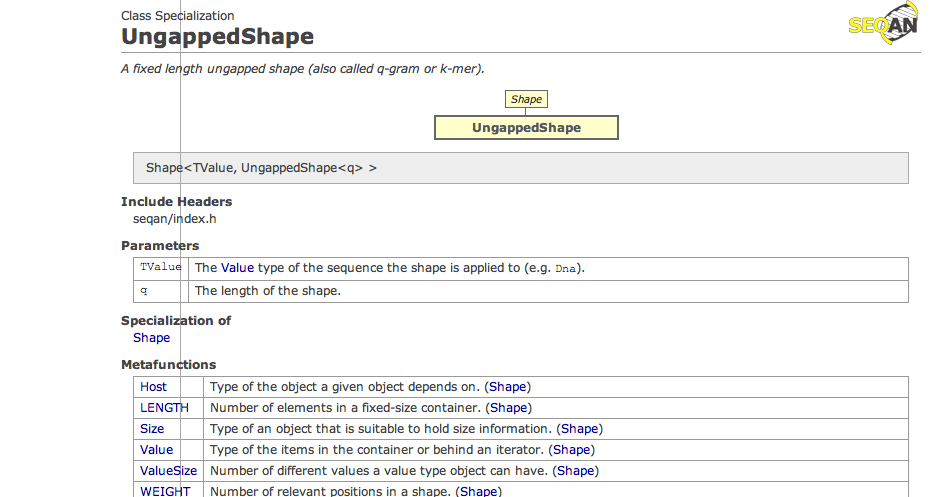 Class Specialization
SEQAN
UngappedShape
A fixed length ungapped shape (also called q-gram or k-mer).
Shape
UngappedShape
Shape<TValue, UngappedShape<q> >
Include Headers
seqan/index.h
Parameters
TValue The Value type of the sequence the shape is applied to (e.g. Dna).
q The length of the shape.
Specialization of
Shape
Metafunctions
Host Type of the object a given object depends on. (Shape)
LENGTH Number of elements in a fixed-size container. (Shape)
Size Type of an object that is suitable to hold size information. (Shape)
Value Type of the items in the container or behind an iterator. (Shape)
ValueSize Number of different values a value type object can have. (Shape)
WEIGHT Number of relevant positions in a shape. (Shape)